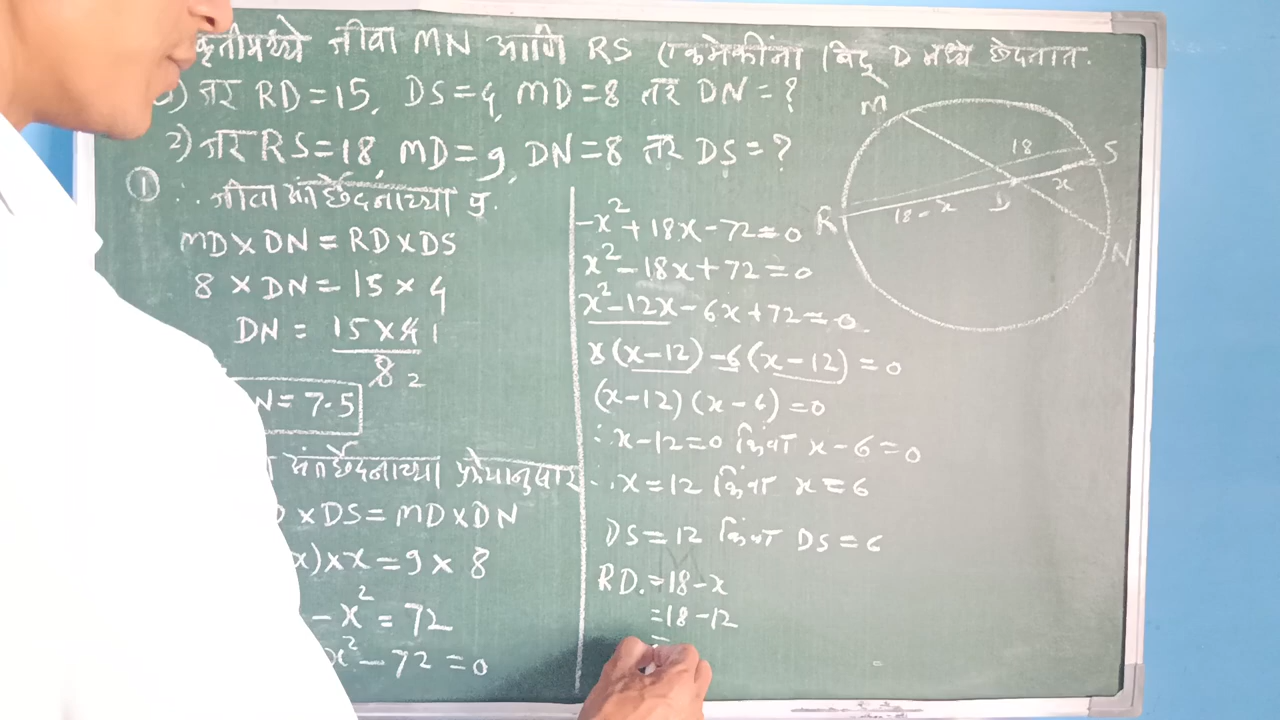 कृतीमध्ये जीवा MN आणि RS एकमेकींना बिंदू D मध्ये छेदतात.
1) जर RD=15, DS=4, MD=8 तर DN=?
2) जर RS=18, MD=9, DN=8 तर DS=?
① ∴ जीवा अंतर्छेदनाच्या प्र.
MD×DN=RD×DS
8×DN=15×4
DN = 15×4 1
8 2
N=7.5
अंतर्छेदनाच्या प्रमेयानुसार
×DS=MD×DN
x)×x=9×8
-x²=72
x²-72=0
-x²+18x-72=0
x²-18x+72=0
x²-12x-6x+72=0
x(x-12)-6(x-12)=0
(x-12)(x-6)=0
∴x-12=0 किंवा x-6=0
∴x=12 किंवा x=6
DS=12 किंवा DS=6
RD.=18-x
=18-12
=
M
18
S
x
D
18-x
R
N